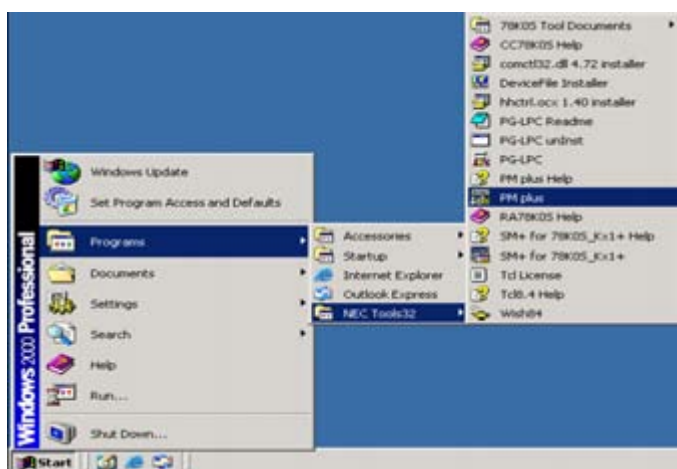 Windows 2000 Professional
Windows Update
Set Program Access and Defaults
Programs
Documents
Settings
Search
Help
Run...
Shut Down...
Start
Accessories
Startup
Internet Explorer
Outlook Express
NEC Tools32
78K0S Tool Documents
CC78K0S Help
comctl32.dll 4.72 installer
DeviceFile Installer
hhctrl.ocx 1.40 installer
PG-LPC Readme
PG-LPC unInst
PG-LPC
PM plus Help
PM plus
RA78K0S Help
SM+ for 78K0S_Kx1+ Help
SM+ for 78K0S_Kx1+
Tcl License
Tcl8.4 Help
Wish84